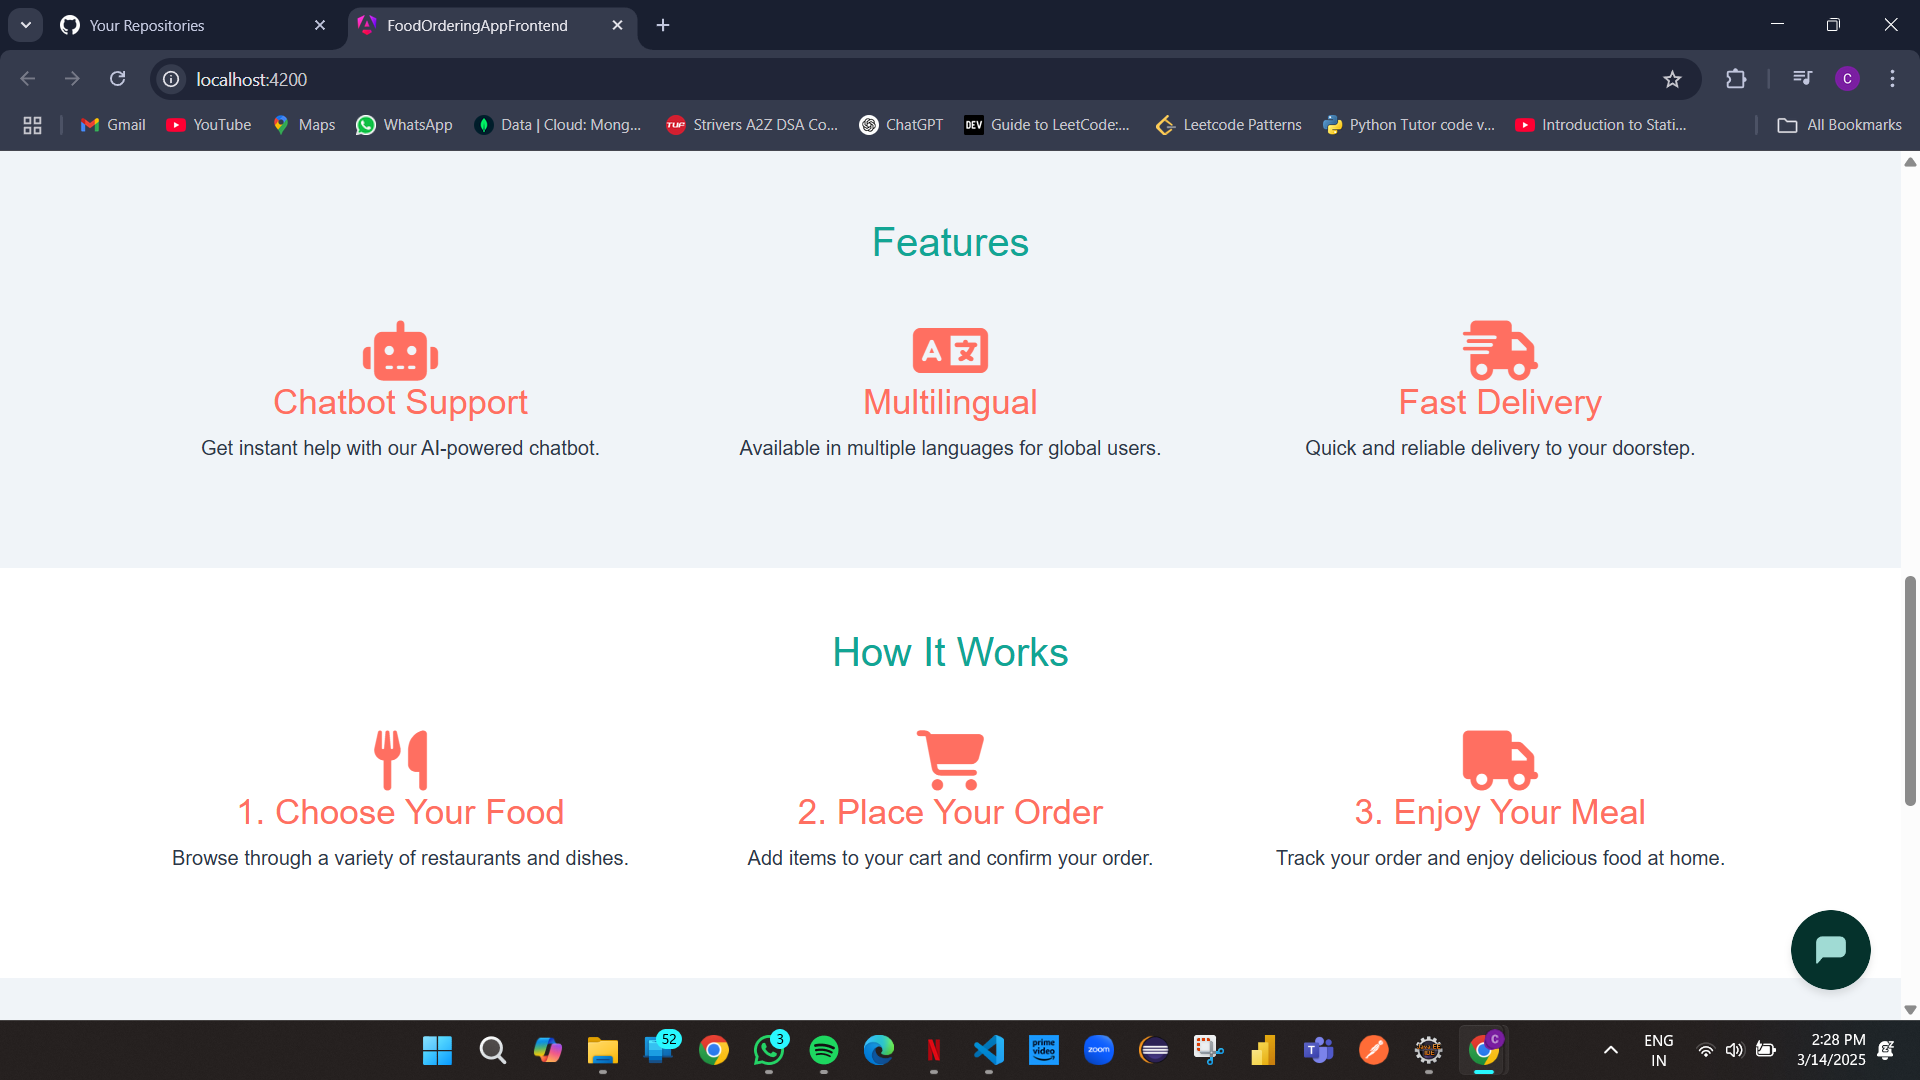 Your Repositories
FoodOrderingAppFrontend
localhost:4200
C
Gmail
YouTube
Maps
WhatsApp
Data | Cloud: Mong...
TUF
Strivers A2Z DSA Co...
ChatGPT
DEV
Guide to LeetCode:...
Leetcode Patterns
Python Tutor code v...
Introduction to Stati...
All Bookmarks
Features
A 文
Chatbot Support
Multilingual
Fast Delivery
Get instant help with our AI-powered chatbot.
Available in multiple languages for global users.
Quick and reliable delivery to your doorstep.
How It Works
1. Choose Your Food
2. Place Your Order
3. Enjoy Your Meal
Browse through a variety of restaurants and dishes.
Add items to your cart and confirm your order.
Track your order and enjoy delicious food at home.
52
3
N
prime video
zoom
T
C
ENG
IN
2:28 PM
3/14/2025